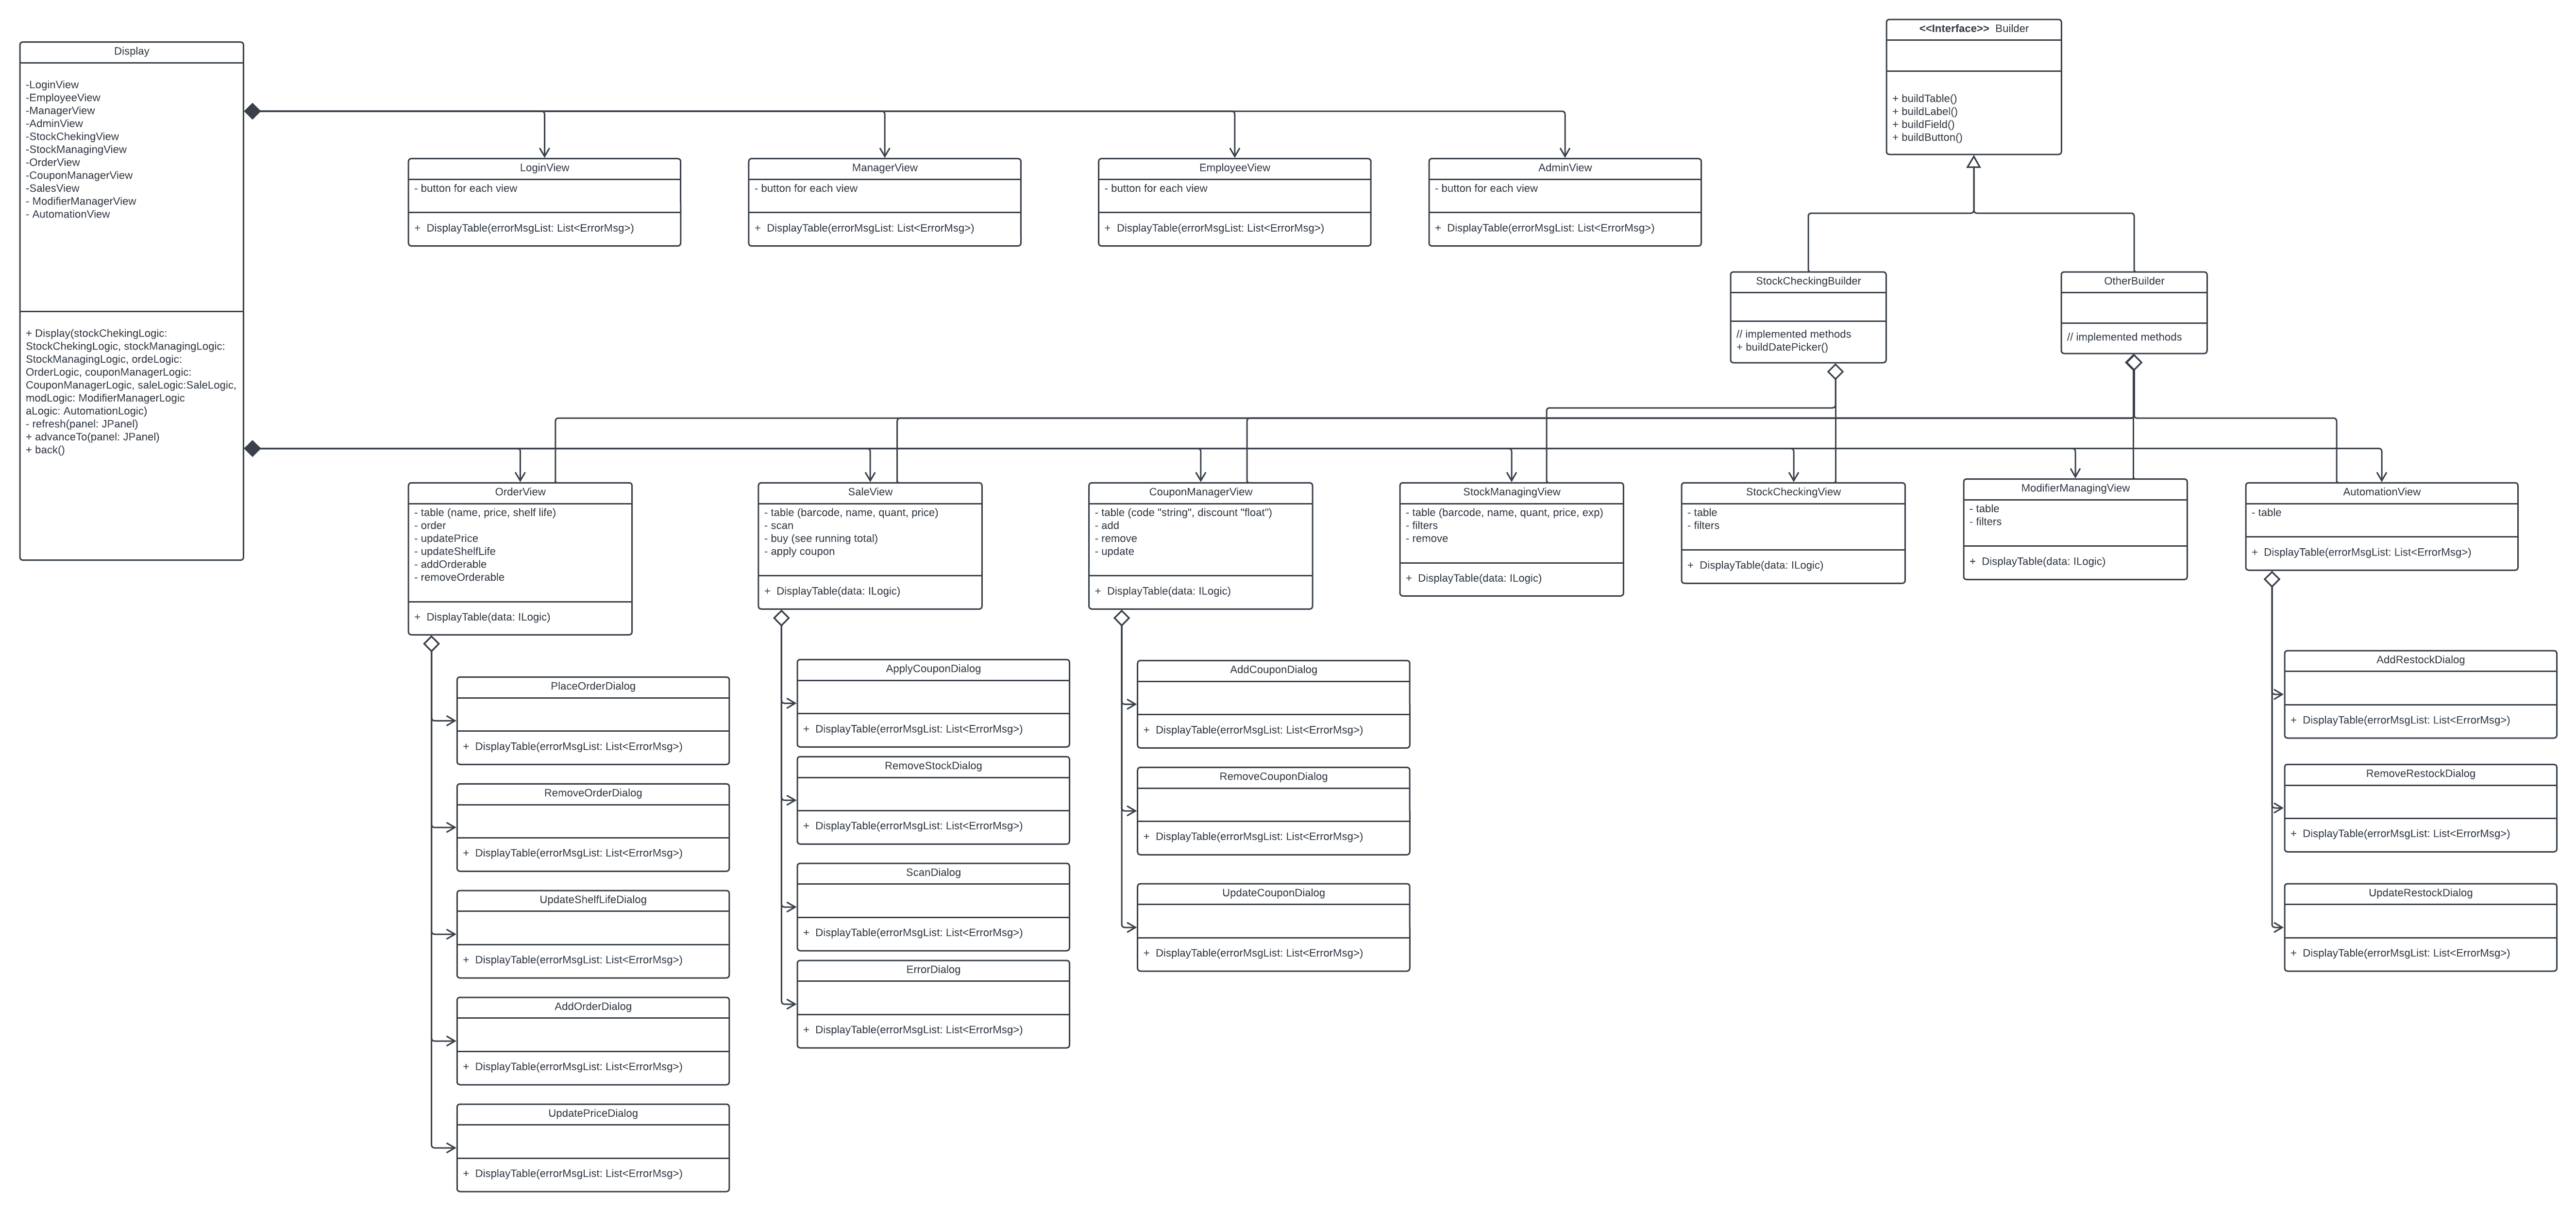 Display
-LoginView
-EmployeeView
-ManagerView
-AdminView
-StockChekingView
-StockManagingView
-OrderView
-CouponManagerView
-SalesView
- ModifierManagerView
- AutomationView
+ Display(stockChekingLogic:
StockChekingLogic, stockManagingLogic:
StockManagingLogic, ordeLogic:
OrderLogic, couponManagerLogic:
CouponManagerLogic, saleLogic:SaleLogic,
modLogic: ModifierManagerLogic
aLogic: AutomationLogic)
- refresh(panel: JPanel)
+ advanceTo(panel: JPanel)
+ back()
LoginView
- button for each view
+ DisplayTable(errorMsgList: List<ErrorMsg>)
ManagerView
- button for each view
+ DisplayTable(errorMsgList: List<ErrorMsg>)
EmployeeView
- button for each view
+ DisplayTable(errorMsgList: List<ErrorMsg>)
AdminView
- button for each view
+ DisplayTable(errorMsgList: List<ErrorMsg>)
<<Interface>> Builder
+ buildTable()
+ buildLabel()
+ buildField()
+ buildButton()
StockCheckingBuilder
// implemented methods
+ buildDatePicker()
OtherBuilder
// implemented methods
OrderView
- table (name, price, shelf life)
- order
- updatePrice
- updateShelfLife
- addOrderable
- removeOrderable
+ DisplayTable(data: ILogic)
SaleView
- table (barcode, name, quant, price)
- scan
- buy (see running total)
- apply coupon
+ DisplayTable(data: ILogic)
CouponManagerView
- table (code "string", discount "float")
- add
- remove
- update
+ DisplayTable(data: ILogic)
StockManagingView
- table (barcode, name, quant, price, exp)
- filters
- remove
+ DisplayTable(data: ILogic)
StockCheckingView
- table
- filters
+ DisplayTable(data: ILogic)
ModifierManagingView
- table
- filters
+ DisplayTable(data: ILogic)
AutomationView
- table
+ DisplayTable(errorMsgList: List<ErrorMsg>)
PlaceOrderDialog
+ DisplayTable(errorMsgList: List<ErrorMsg>)
RemoveOrderDialog
+ DisplayTable(errorMsgList: List<ErrorMsg>)
UpdateShelfLifeDialog
+ DisplayTable(errorMsgList: List<ErrorMsg>)
AddOrderDialog
+ DisplayTable(errorMsgList: List<ErrorMsg>)
UpdatePriceDialog
+ DisplayTable(errorMsgList: List<ErrorMsg>)
ApplyCouponDialog
+ DisplayTable(errorMsgList: List<ErrorMsg>)
RemoveStockDialog
+ DisplayTable(errorMsgList: List<ErrorMsg>)
ScanDialog
+ DisplayTable(errorMsgList: List<ErrorMsg>)
ErrorDialog
+ DisplayTable(errorMsgList: List<ErrorMsg>)
AddCouponDialog
+ DisplayTable(errorMsgList: List<ErrorMsg>)
RemoveCouponDialog
+ DisplayTable(errorMsgList: List<ErrorMsg>)
UpdateCouponDialog
+ DisplayTable(errorMsgList: List<ErrorMsg>)
AddRestockDialog
+ DisplayTable(errorMsgList: List<ErrorMsg>)
RemoveRestockDialog
+ DisplayTable(errorMsgList: List<ErrorMsg>)
UpdateRestockDialog
+ DisplayTable(errorMsgList: List<ErrorMsg>)